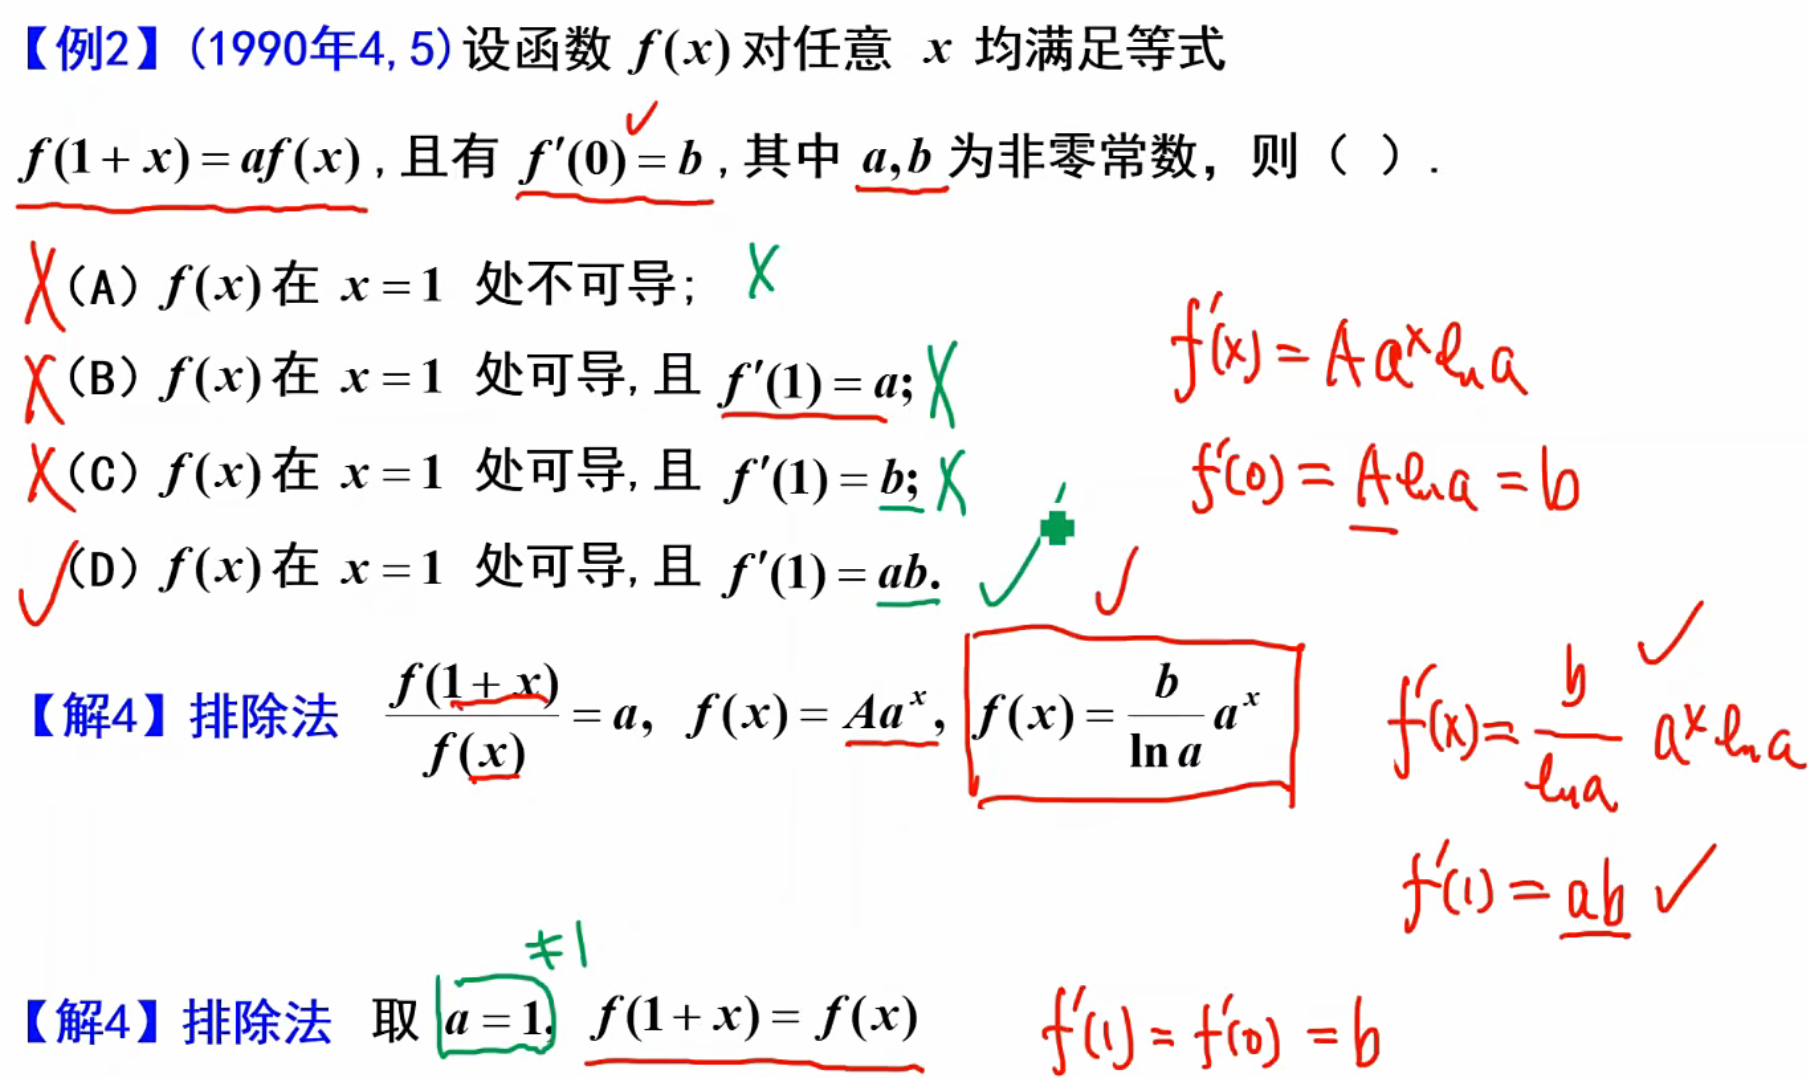 【例2】(1990年4,5)设函数 f(x)对任意 x 均满足等式
f(1+x)=af(x),且有 f′(0)=b,其中 a,b为非零常数，则（ ）.
(A) f(x)在 x=1 处不可导;
(B) f(x)在 x=1 处可导,且 f′(1)=a;
(C) f(x)在 x=1 处可导,且 f′(1)=b;
(D) f(x)在 x=1 处可导,且 f′(1)=ab.
f′(x)=Aa^x ln a
f′(0)=A ln a=b
【解4】排除法 f(1+x)/f(x)=a, f(x)=Aa^x, f(x)=b/ln a a^x
f′(x)=b/ln a a^x ln a
f′(1)=ab
≠1
【解4】排除法 取 a=1, f(1+x)=f(x) f′(1)=f′(0)=b